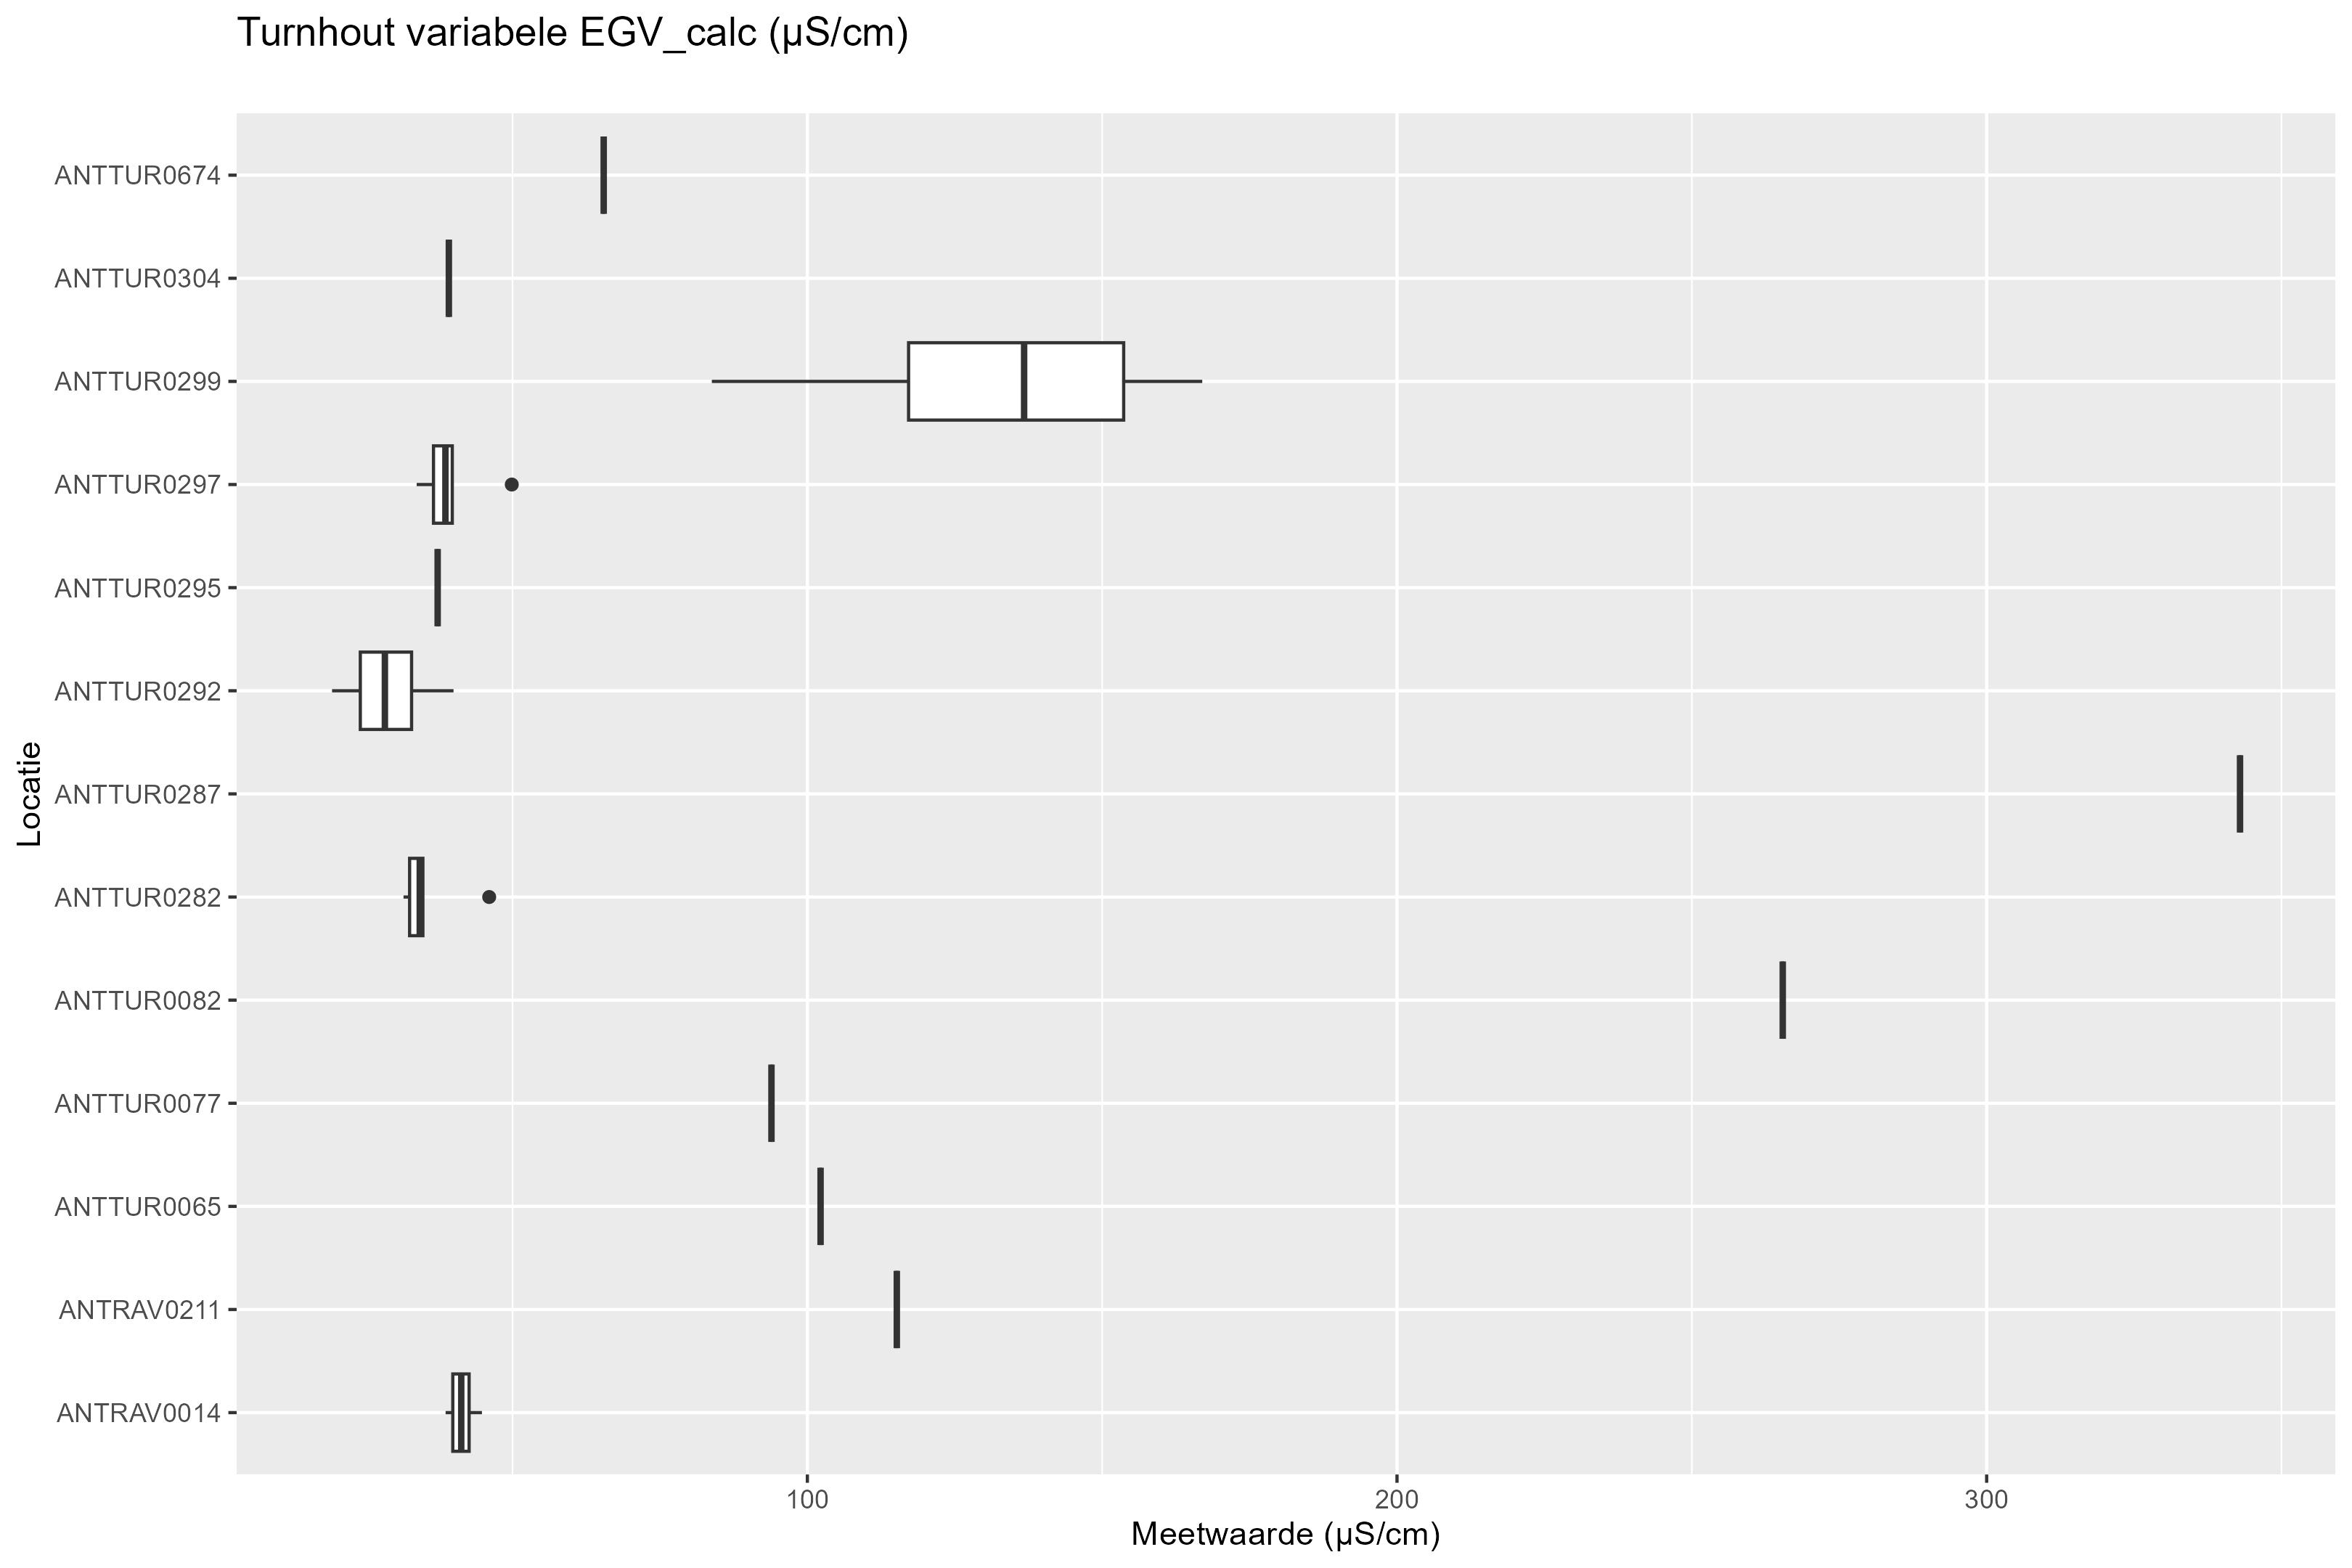 Turnhout variabele EGV_calc (µS/cm)
Locatie
ANTTUR0674
ANTTUR0304
ANTTUR0299
ANTTUR0297
ANTTUR0295
ANTTUR0292
ANTTUR0287
ANTTUR0282
ANTTUR0082
ANTTUR0077
ANTTUR0065
ANTRAV0211
ANTRAV0014
100 200 300
Meetwaarde (µS/cm)